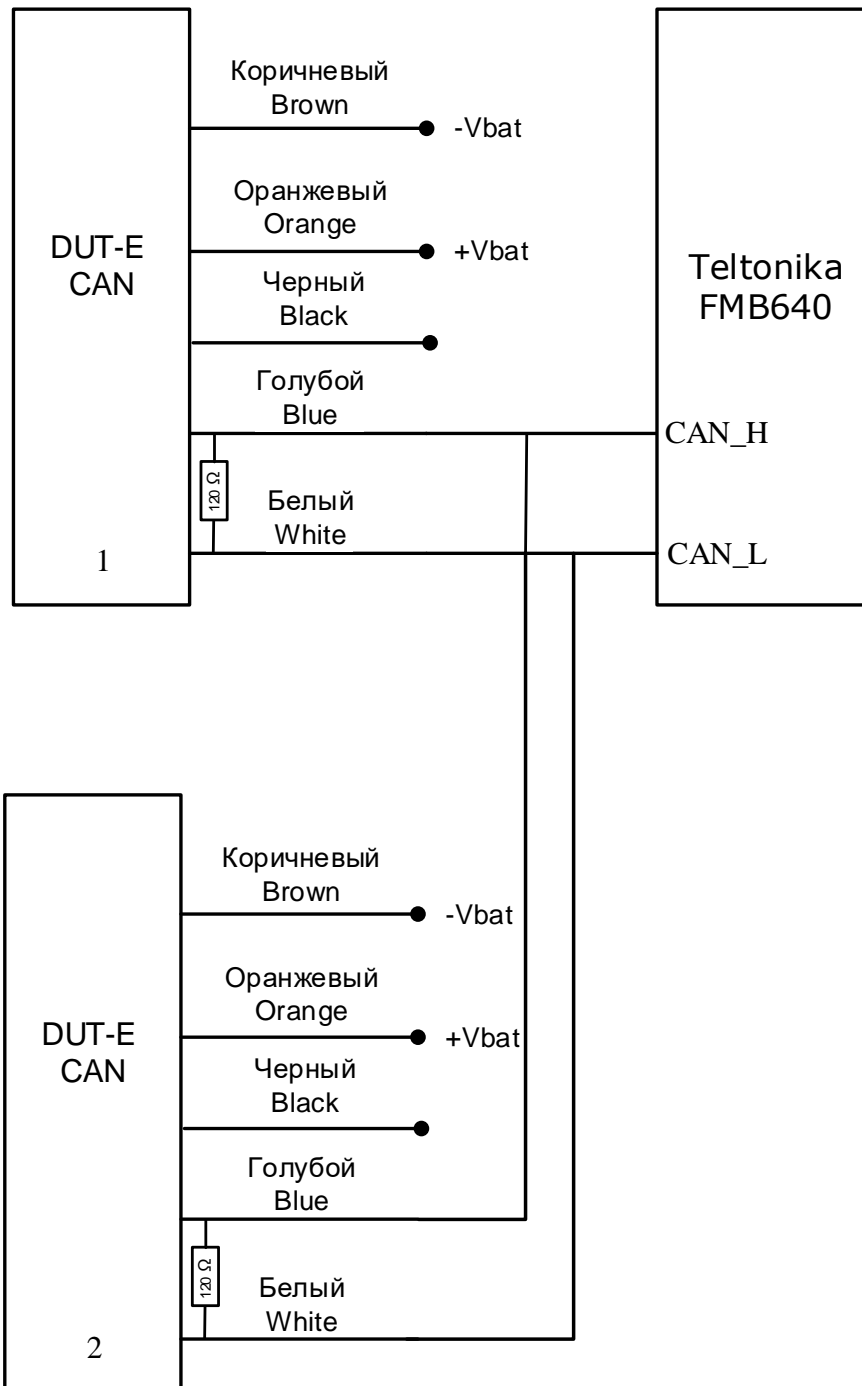 DUT-E
CAN
1
Коричневый
Brown
-Vbat
Оранжевый
Orange
+Vbat
Черный
Black
Голубой
Blue
120 Ω
Белый
White
Teltonika
FMB640
CAN_H
CAN_L
DUT-E
CAN
2
Коричневый
Brown
-Vbat
Оранжевый
Orange
+Vbat
Черный
Black
Голубой
Blue
120 Ω
Белый
White